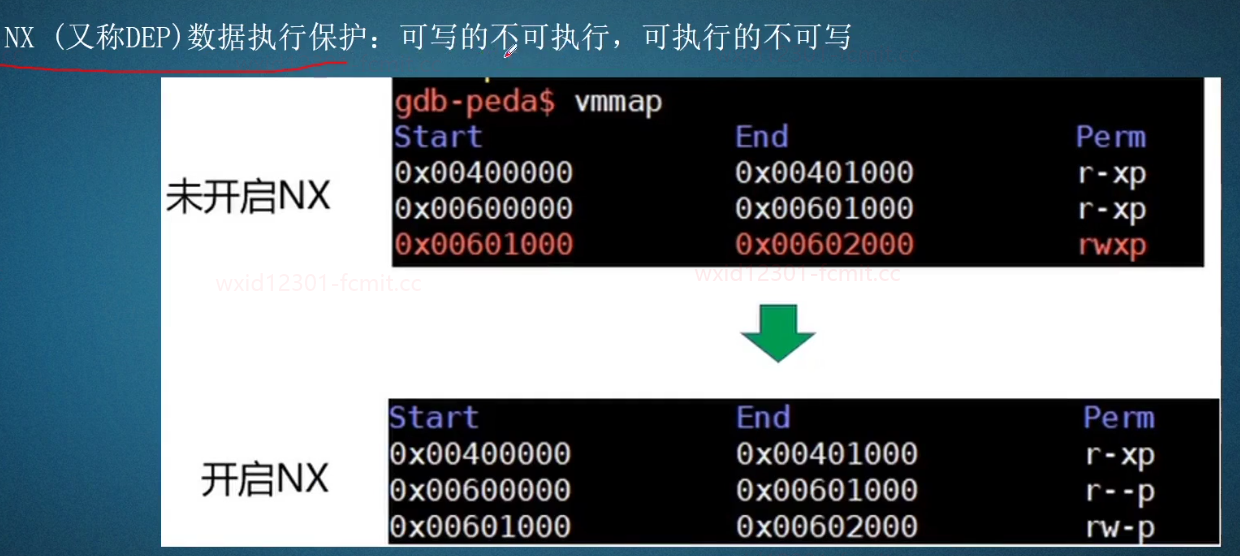 NX (又称DEP)数据执行保护：可写的不可执行，可执行的不可写
gdb-peda$ vmmap
Start End Perm
0x00400000 0x00401000 r-xp
未开启NX
0x00600000 0x00601000 r-xp
0x00601000 0x00602000 rwxp
wxid12301-fcmit.cc wxid12301-fcmit.cc
Start End Perm
0x00400000 0x00401000 r-xp
开启NX
0x00600000 0x00601000 r--p
0x00601000 0x00602000 rw-p